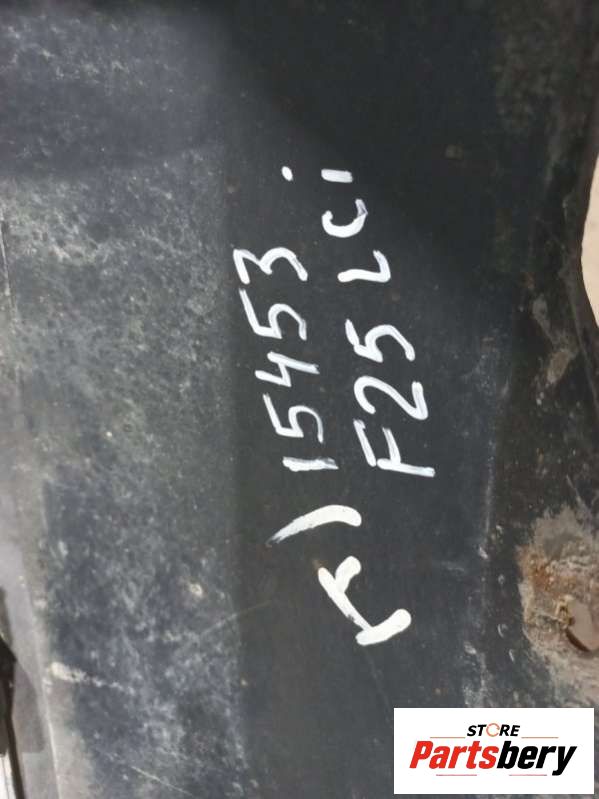 15453
F25 LCi
STORE
Partsbery